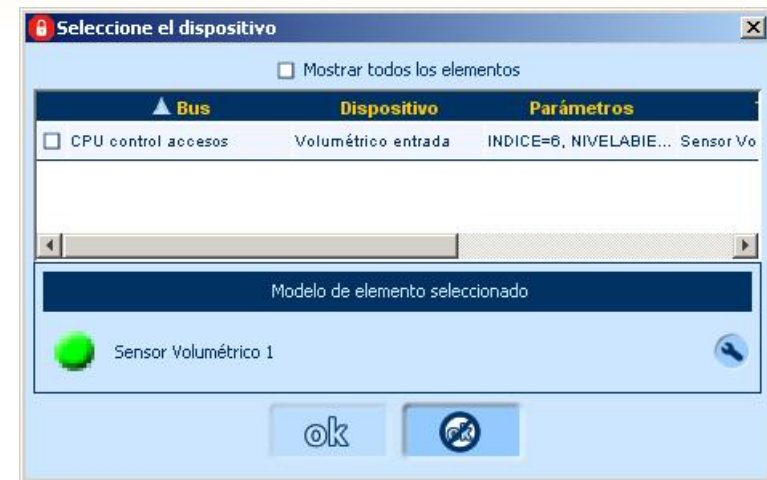 Seleccione el dispositivo
Mostrar todos los elementos
Bus Dispositivo Parámetros
CPU control accesos Volumétrico entrada INDICE=6, NIVELABIE... Sensor Vo
Modelo de elemento seleccionado
Sensor Volumétrico 1
ok ok